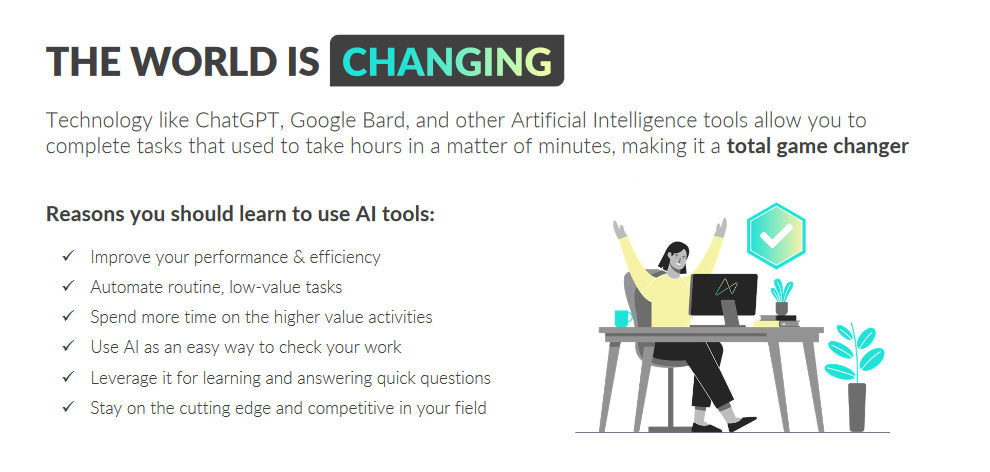 THE WORLD IS CHANGING
Technology like ChatGPT, Google Bard, and other Artificial Intelligence tools allow you to
complete tasks that used to take hours in a matter of minutes, making it a total game changer
Reasons you should learn to use AI tools:
✓ Improve your performance & efficiency
✓ Automate routine, low-value tasks
✓ Spend more time on the higher value activities
✓ Use AI as an easy way to check your work
✓ Leverage it for learning and answering quick questions
✓ Stay on the cutting edge and competitive in your field